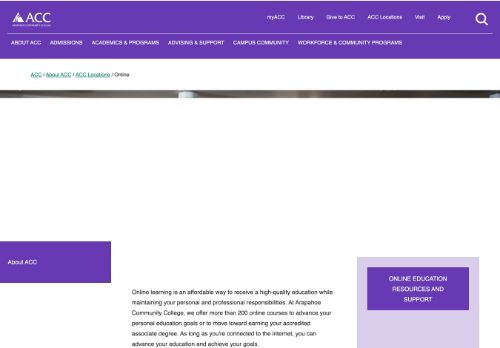 ACC
ARAPAHOE COMMUNITY COLLEGE
myACC Library Give to ACC ACC Locations Visit Apply
ABOUT ACC ADMISSIONS ACADEMICS & PROGRAMS ADVISING & SUPPORT CAMPUS COMMUNITY WORKFORCE & COMMUNITY PROGRAMS
ACC / About ACC / ACC Locations / Online
About ACC
Online learning is an affordable way to receive a high-quality education while
maintaining your personal and professional responsibilities. At Arapahoe
Community College, we offer more than 200 online courses to advance your
personal education goals or to move toward earning your accredited
associate degree. As long as you're connected to the internet, you can
advance your education and achieve your goals.
ONLINE EDUCATION
RESOURCES AND
SUPPORT